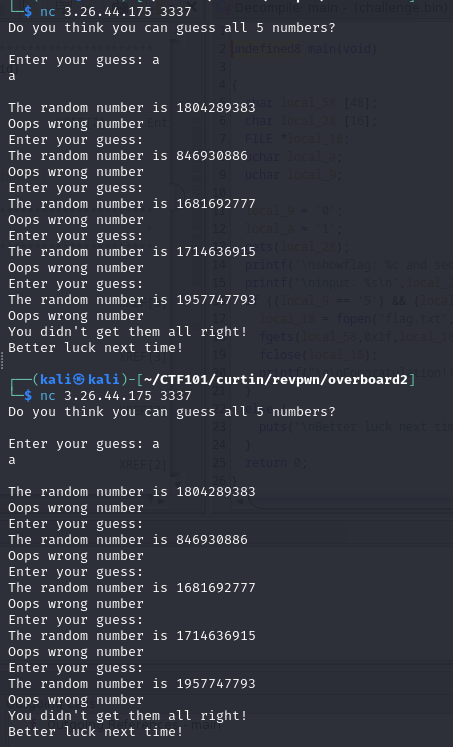 └─$ nc 3.26.44.175 3337
Do you think you can guess all 5 numbers?
Enter your guess: a
a
The random number is 1804289383
Oops wrong number
Enter your guess:
The random number is 846930886
Oops wrong number
Enter your guess:
The random number is 1681692777
Oops wrong number
Enter your guess:
The random number is 1714636915
Oops wrong number
Enter your guess:
The random number is 1957747793
Oops wrong number
You didn't get them all right!
Better luck next time!
┌──(kali㉿kali)-[~/CTF101/curtin/revpwn/overboard2]
└─$ nc 3.26.44.175 3337
Do you think you can guess all 5 numbers?
Enter your guess: a
a
The random number is 1804289383
Oops wrong number
Enter your guess:
The random number is 846930886
Oops wrong number
Enter your guess:
The random number is 1681692777
Oops wrong number
Enter your guess:
The random number is 1714636915
Oops wrong number
Enter your guess:
The random number is 1957747793
Oops wrong number
You didn't get them all right!
Better luck next time!